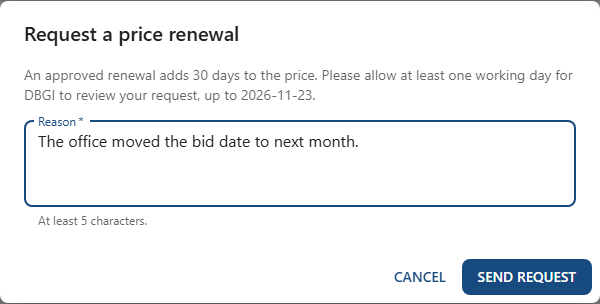 Request a price renewal
An approved renewal adds 30 days to the price. Please allow at least one working day for
DBGI to review your request, up to 2026-11-23.
Reason *
The office moved the bid date to next month.
At least 5 characters.
CANCEL
SEND REQUEST